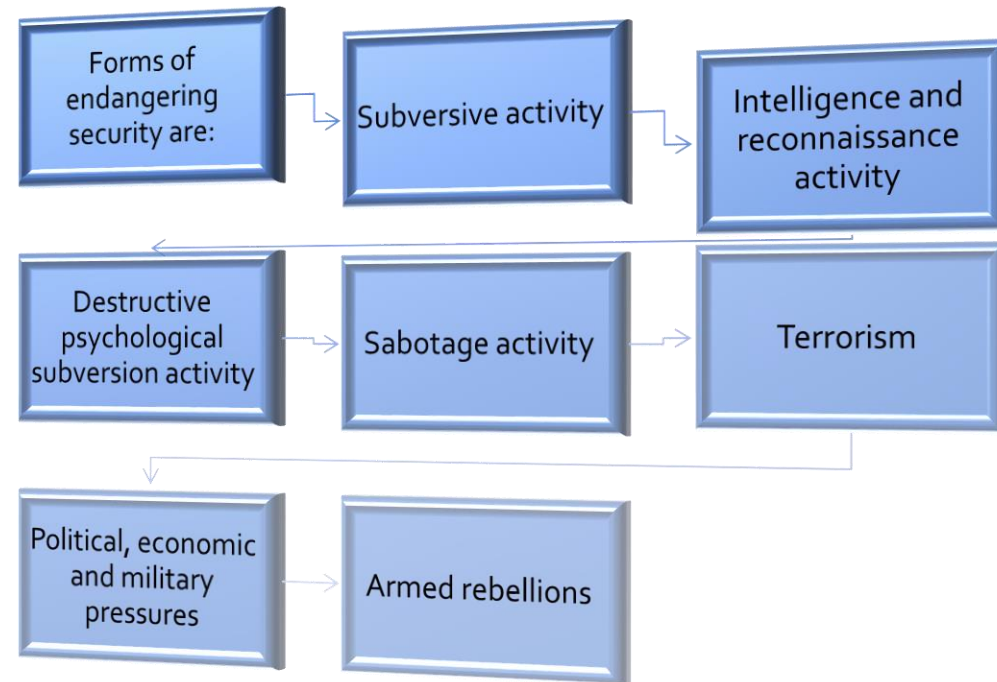 Forms of
endangering
security are:
Subversive activity
Intelligence and
reconnaissance
activity
Destructive
psychological
subversion activity
Sabotage activity
Terrorism
Political, economic
and military
pressures
Armed rebellions